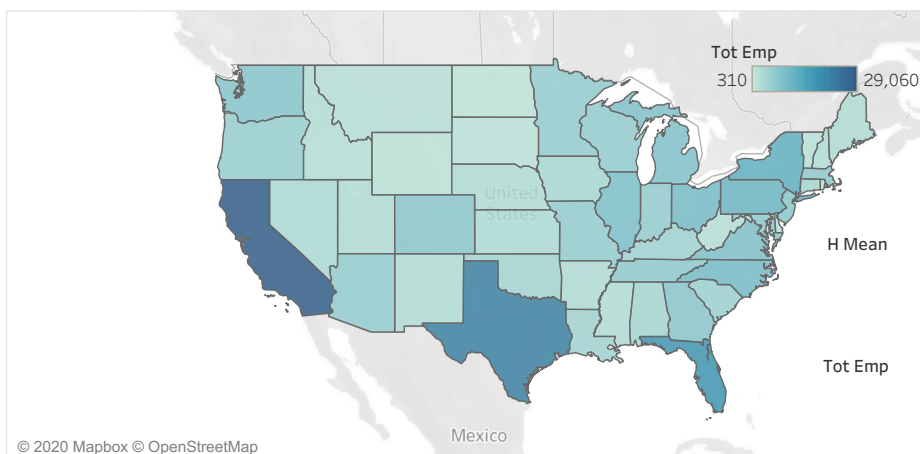 Tot Emp
310 29,060
United
States
H Mean
Tot Emp
Mexico
© 2020 Mapbox © OpenStreetMap